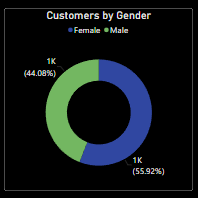 Customers by Gender
Female Male
1K
(44.08%)
1K
(55.92%)